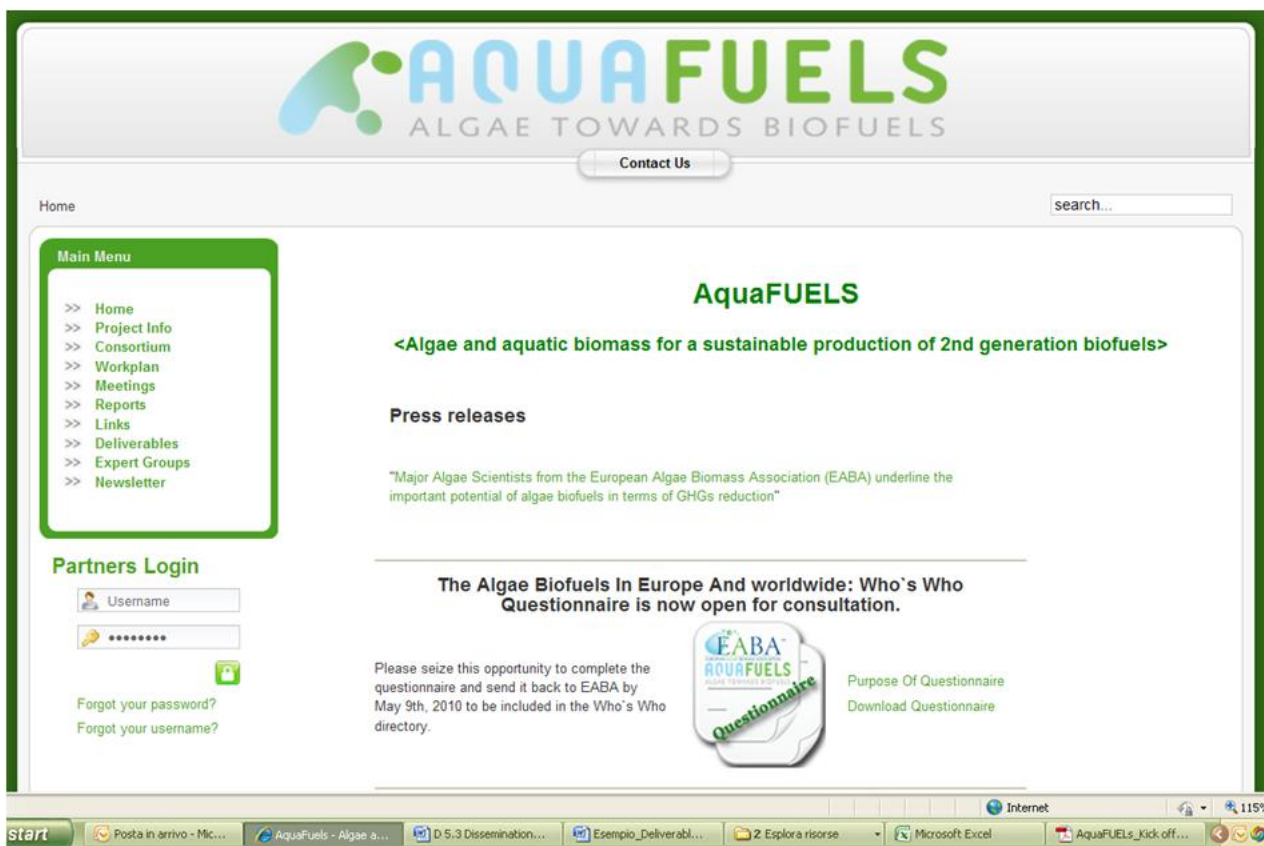 AQUAFUELS
ALGAE TOWARDS BIOFUELS
Contact Us
Home
search...
Main Menu
>> Home
>> Project Info
>> Consortium
>> Workplan
>> Meetings
>> Reports
>> Links
>> Deliverables
>> Expert Groups
>> Newsletter
Partners Login
Username
Forgot your password?
Forgot your username?
AquaFUELS
<Algae and aquatic biomass for a sustainable production of 2nd generation biofuels>
Press releases
"Major Algae Scientists from the European Algae Biomass Association (EABA) underline the
important potential of algae biofuels in terms of GHGs reduction"
The Algae Biofuels In Europe And worldwide: Who`s Who
Questionnaire is now open for consultation.
Please seize this opportunity to complete the
questionnaire and send it back to EABA by
May 9th, 2010 to be included in the Who`s Who
directory.
EABA
AQUAFUELS
ALGAE TOWARDS BIOFUELS
Questionnaire
Purpose Of Questionnaire
Download Questionnaire
Internet
115%
start
Posta in arrivo - Mic...
AquaFuels - Algae a...
D 5.3 Dissemination...
Esempio_Deliverabl...
2 Esplora risorse
Microsoft Excel
AquaFUELs_Kick off...